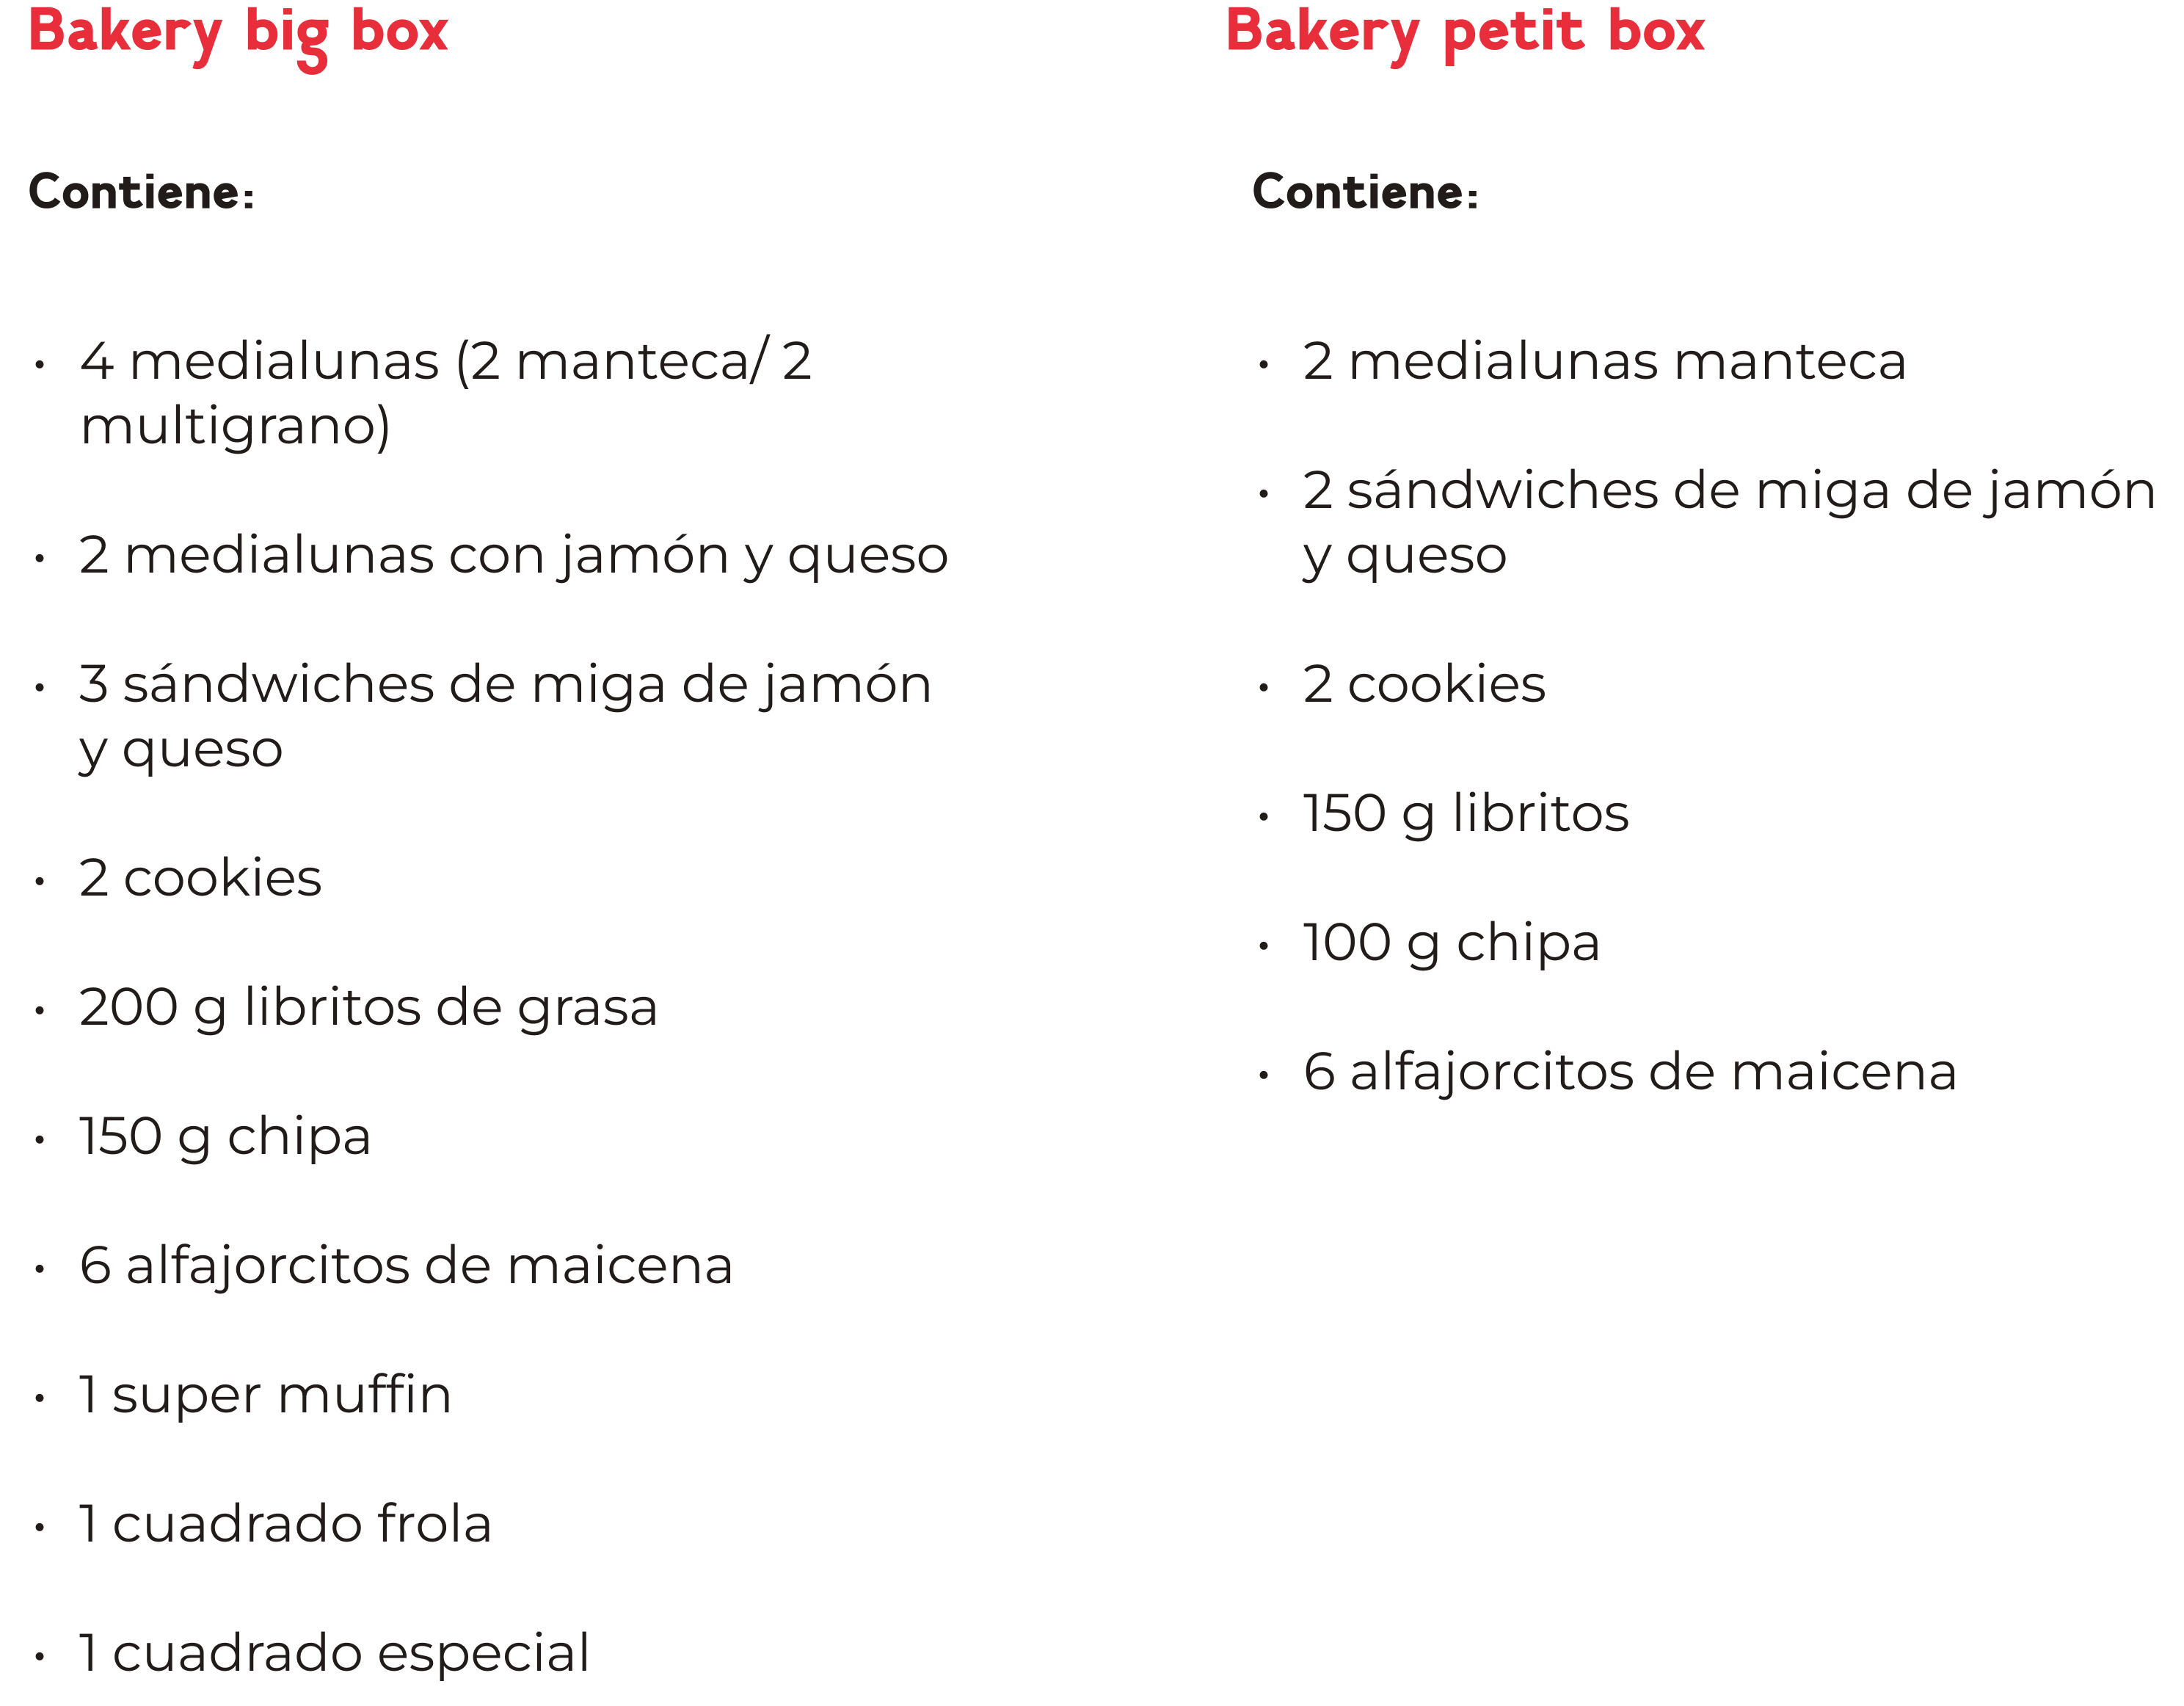 Bakery big box
Contiene:
• 4 medialunas (2 manteca/ 2
multigrano)
• 2 medialunas con jamón y queso
• 3 sándwiches de miga de jamón
y queso
• 2 cookies
• 200 g libritos de grasa
• 150 g chipa
• 6 alfajorcitos de maicena
• 1 super muffin
• 1 cuadrado frola
• 1 cuadrado especial
Bakery petit box
Contiene:
• 2 medialunas manteca
• 2 sándwiches de miga de jamón
y queso
• 2 cookies
• 150 g libritos
• 100 g chipa
• 6 alfajorcitos de maicena